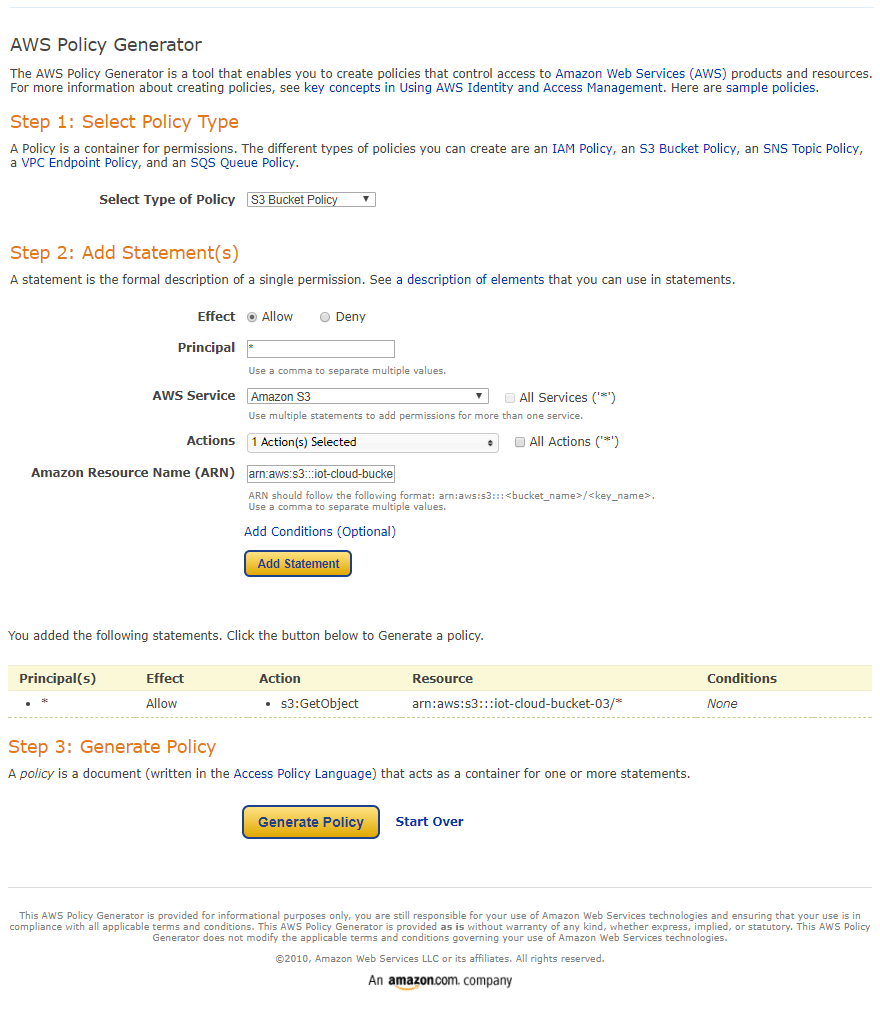 AWS Policy Generator
The AWS Policy Generator is a tool that enables you to create policies that control access to Amazon Web Services (AWS) products and resources.
For more information about creating policies, see key concepts in Using AWS Identity and Access Management. Here are sample policies.
Step 1: Select Policy Type
A Policy is a container for permissions. The different types of policies you can create are an IAM Policy, an S3 Bucket Policy, an SNS Topic Policy,
a VPC Endpoint Policy, and an SQS Queue Policy.
Select Type of Policy S3 Bucket Policy
Step 2: Add Statement(s)
A statement is the formal description of a single permission. See a description of elements that you can use in statements.
Effect Allow Deny
Principal *
Use a comma to separate multiple values.
AWS Service Amazon S3 All Services ('*')
Use multiple statements to add permissions for more than one service.
Actions 1 Action(s) Selected All Actions ('*')
Amazon Resource Name (ARN) arn:aws:s3:::iot-cloud-bucke
ARN should follow the following format: arn:aws:s3:::<bucket_name>/<key_name>.
Use a comma to separate multiple values.
Add Conditions (Optional)
Add Statement
You added the following statements. Click the button below to Generate a policy.
Principal(s) Effect Action Resource Conditions
• * Allow • s3:GetObject arn:aws:s3:::iot-cloud-bucket-03/* None
Step 3: Generate Policy
A policy is a document (written in the Access Policy Language) that acts as a container for one or more statements.
Generate Policy Start Over
This AWS Policy Generator is provided for informational purposes only, you are still responsible for your use of Amazon Web Services technologies and ensuring that your use is in
compliance with all applicable terms and conditions. This AWS Policy Generator is provided as is without warranty of any kind, whether express, implied, or statutory. This AWS Policy
Generator does not modify the applicable terms and conditions governing your use of Amazon Web Services technologies.
©2010, Amazon Web Services LLC or its affiliates. All rights reserved.
An amazon.com. company